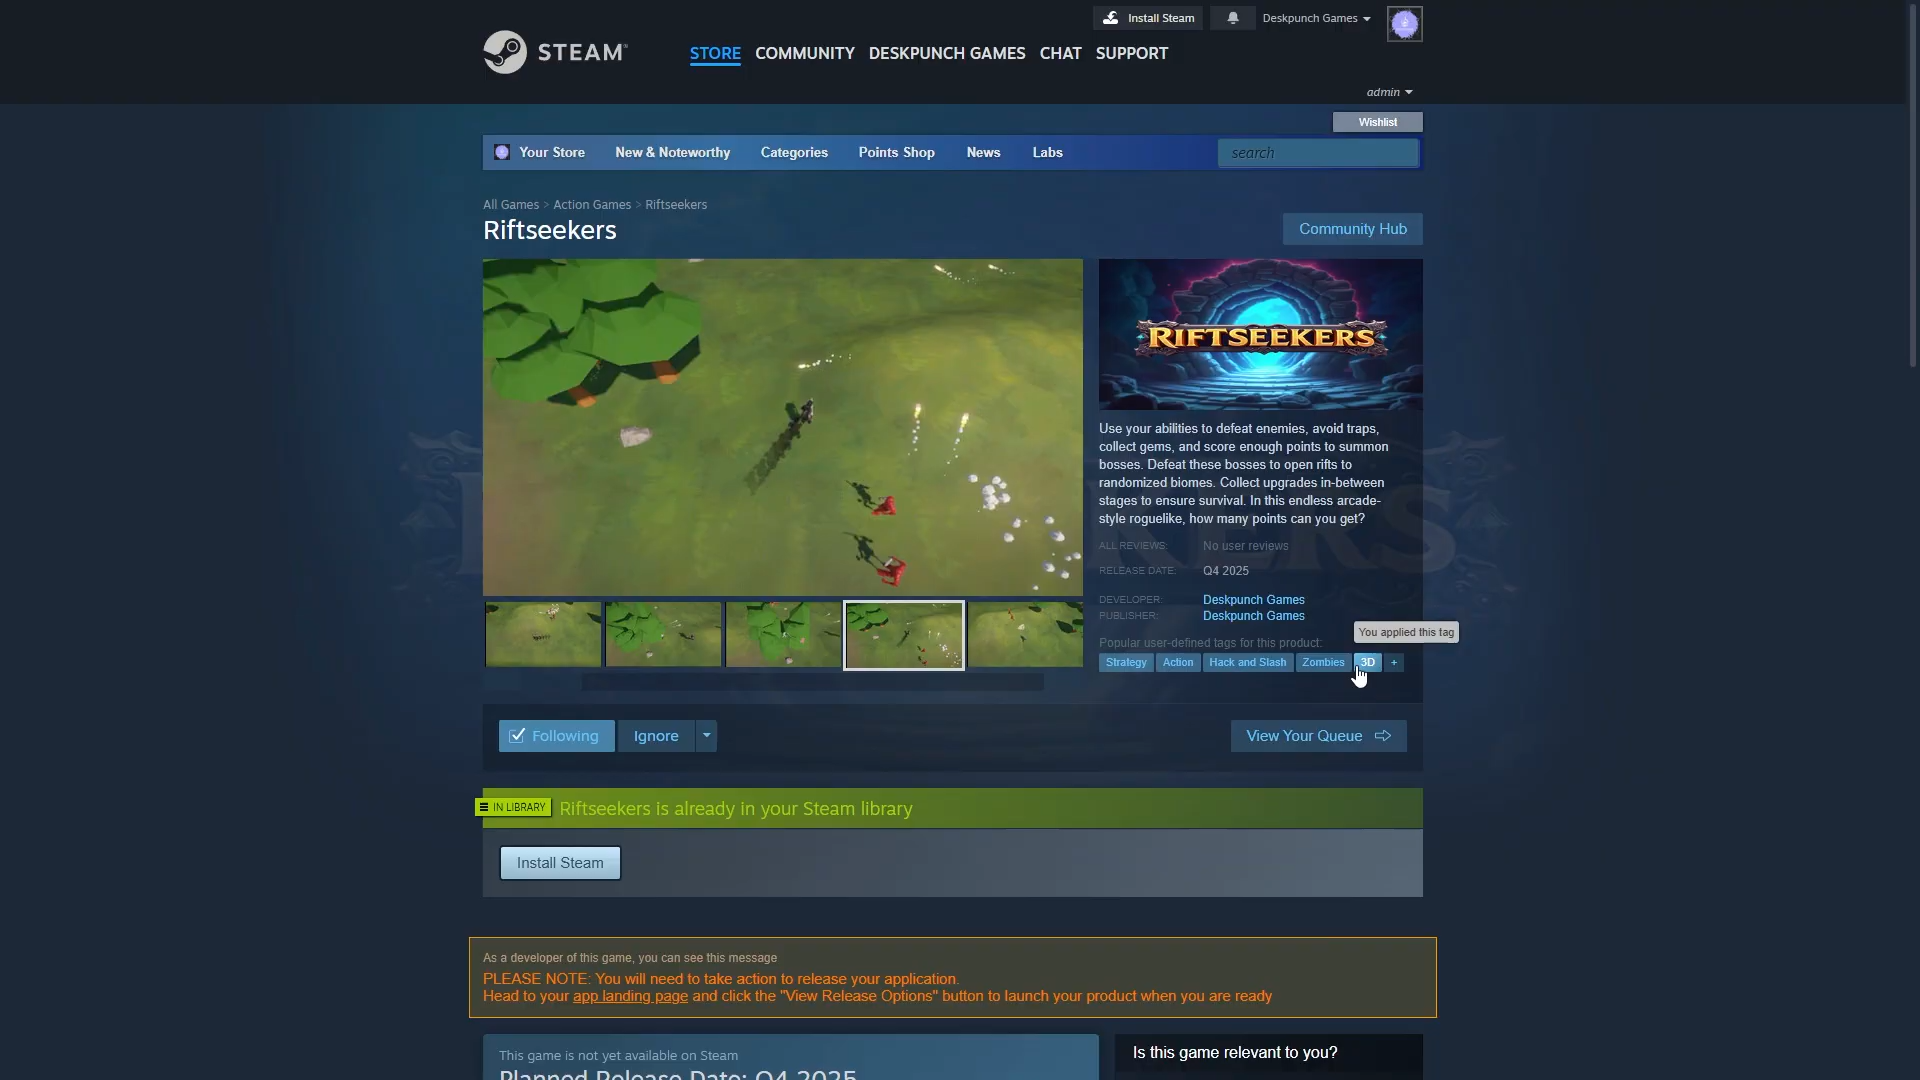 Install Steam
Deskpunch Games
STEAM
STORE COMMUNITY DESKPUNCH GAMES CHAT SUPPORT
admin
Wishlist
Your Store New & Noteworthy Categories Points Shop News Labs search
All Games > Action Games > Riftseekers
Riftseekers
Community Hub
RIFTSEEKERS
Use your abilities to defeat enemies, avoid traps,
collect gems, and score enough points to summon
bosses. Defeat these bosses to open rifts to
randomized biomes. Collect upgrades in-between
stages to ensure survival. In this endless arcade-
style roguelike, how many points can you get?
ALL REVIEWS: No user reviews
RELEASE DATE: Q4 2025
DEVELOPER: Deskpunch Games
PUBLISHER: Deskpunch Games
You applied this tag
Popular user-defined tags for this product:
Strategy Action Hack and Slash Zombies 3D +
Following Ignore View Your Queue
IN LIBRARY Riftseekers is already in your Steam library
Install Steam
As a developer of this game, you can see this message
PLEASE NOTE: You will need to take action to release your application.
Head to your app landing page and click the "View Release Options" button to launch your product when you are ready
This game is not yet available on Steam
Planned Release Date: Q4 2025
Is this game relevant to you?